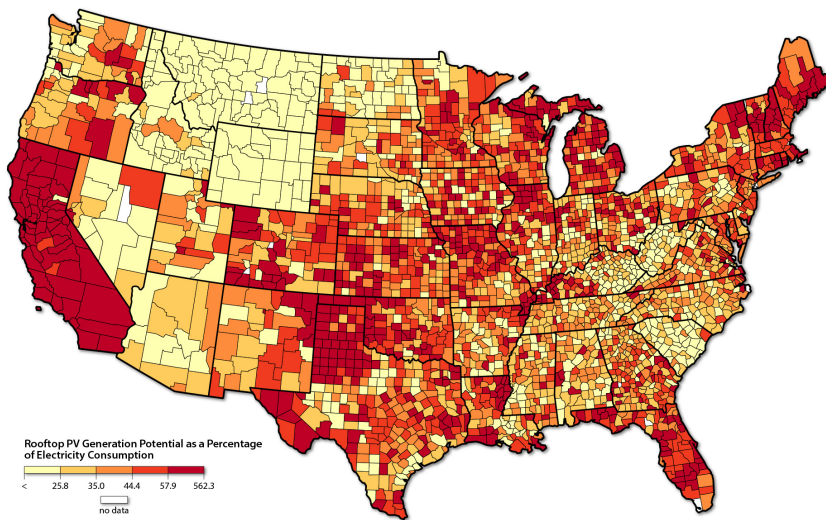 Rooftop PV Generation Potential as a Percentage
of Electricity Consumption
< 25.8 35.0 44.4 57.9 562.3
no data